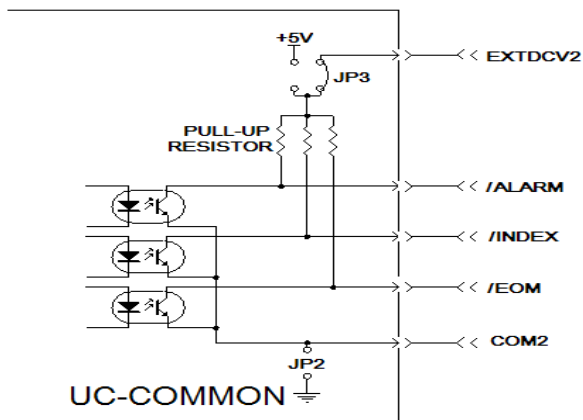 +5V
EXTDCV2
JP3
PULL-UP
RESISTOR
/ALARM
/INDEX
/EOM
COM2
JP2
UC-COMMON